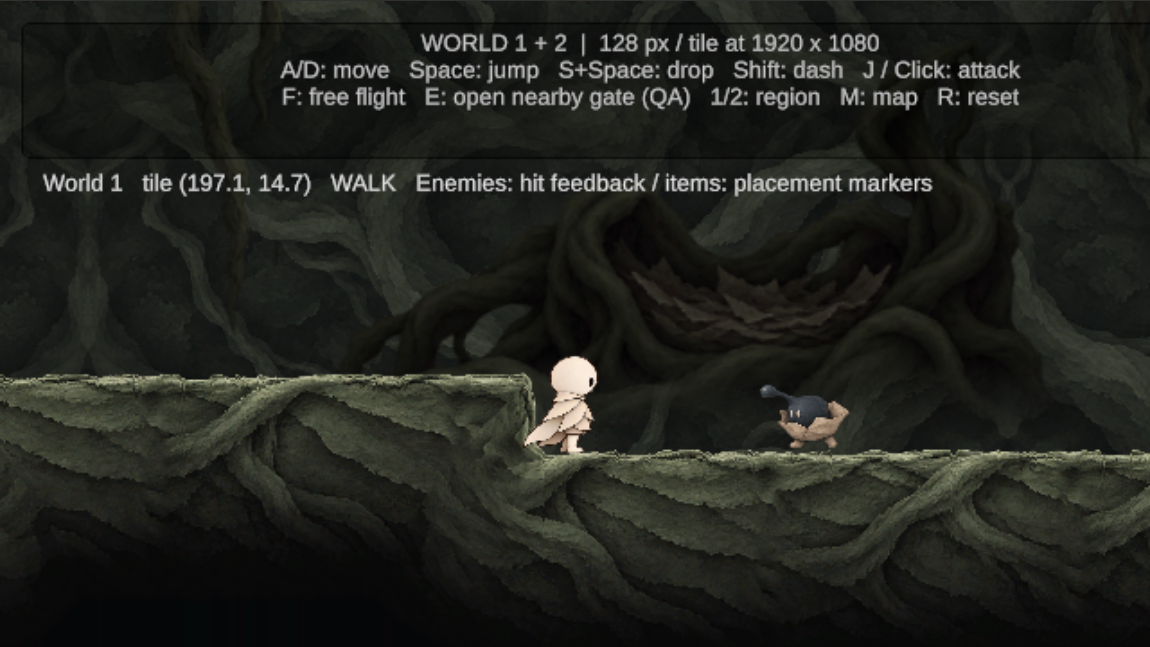 WORLD 1 + 2 | 128 px / tile at 1920 x 1080
A/D: move Space: jump S+Space: drop Shift: dash J / Click: attack
F: free flight E: open nearby gate (QA) 1/2: region M: map R: reset
World 1 tile (197.1, 14.7) WALK Enemies: hit feedback / items: placement markers